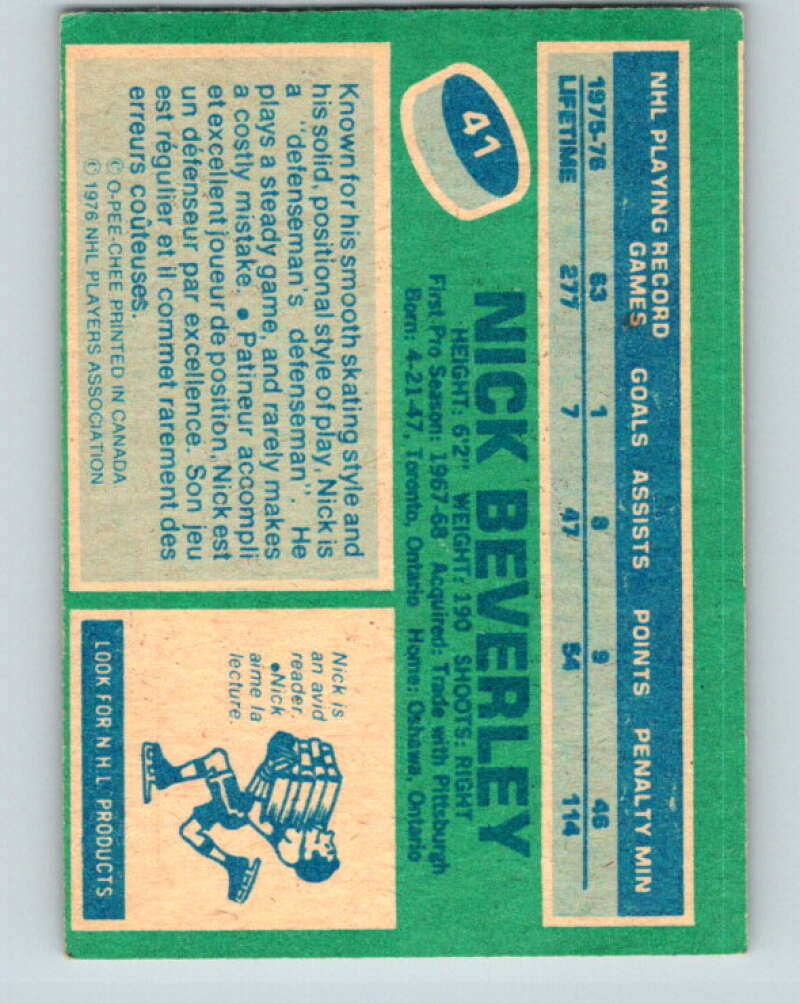 NHL PLAYING RECORD
GAMES GOALS ASSISTS POINTS PENALTY MIN
1975-76 63 1 8 9 46
LIFETIME 277 7 47 54 114
41
NICK BEVERLEY
HEIGHT: 6'2" WEIGHT: 190 SHOOTS: RIGHT
First Pro Season: 1967-68 Acquired: Trade with Pittsburgh
Born: 4-21-47, Toronto, Ontario Home: Oshawa, Ontario
Known for his smooth skating style and
his solid, positional style of play, Nick is
a "defenseman's defenseman". He
plays a steady game, and rarely makes
a costly mistake. • Patineur accompli
et excellent joueur de position, Nick est
un défenseur par excellence. Son jeu
est régulier et il commet rarement des
erreurs coûteuses.
© O-PEE-CHEE PRINTED IN CANADA
© 1976 NHL PLAYERS ASSOCIATION
Nick is
an avid
reader.
•Nick
aime la
lecture.
LOOK FOR N.H.L. PRODUCTS